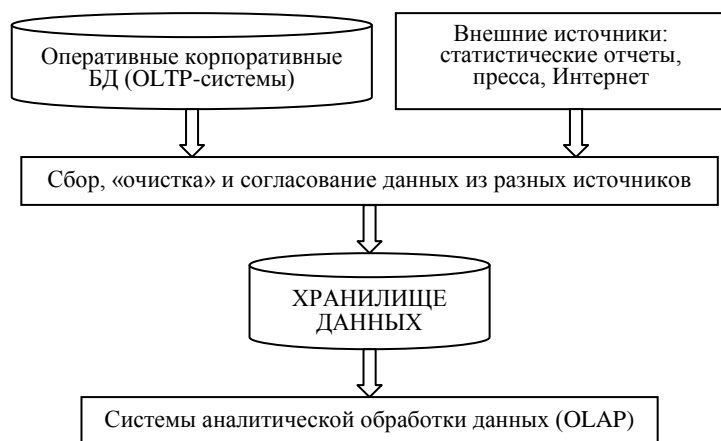 Оперативные корпоративные
БД (OLTP-системы)
Внешние источники:
статистические отчеты,
пресса, Интернет
Сбор, «очистка» и согласование данных из разных источников
ХРАНИЛИЩЕ
ДАННЫХ
Системы аналитической обработки данных (OLAP)